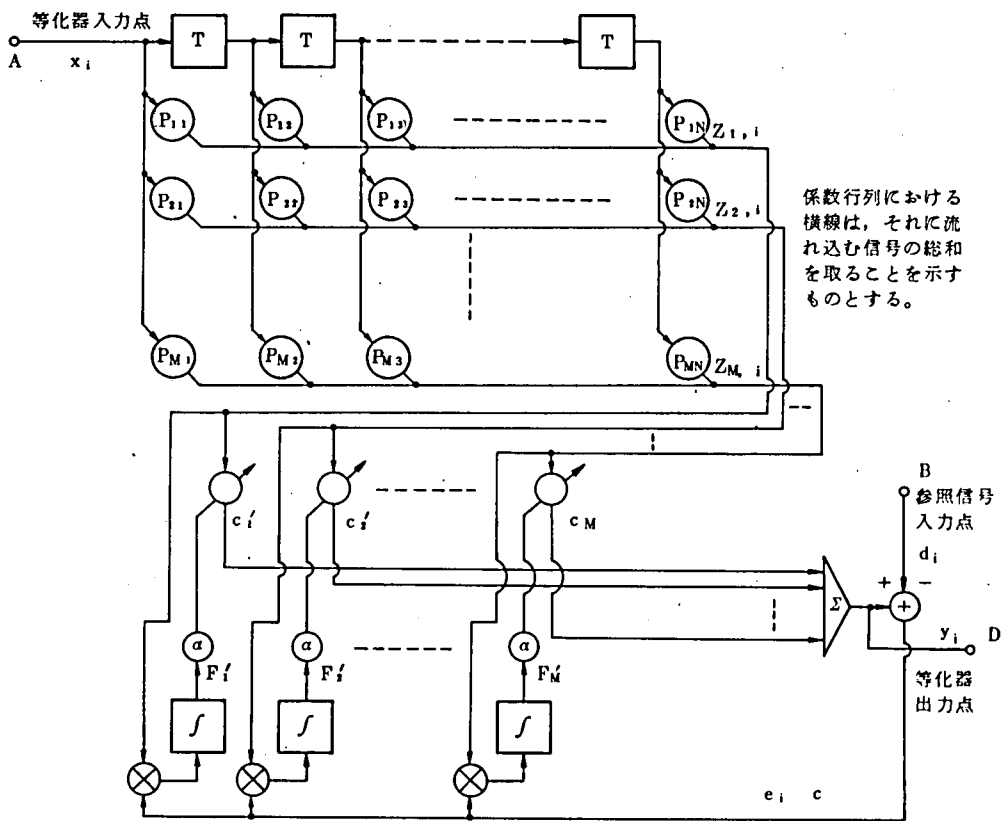 等化器入力点
A
x i
T
T
T
P11
P12
P13
P1N
Z1,i
P21
P22
P23
P2N
Z2,i
係数行列における
横線は，それに流
れ込む信号の総和
を取ることを示す
ものとする。
PM1
PM2
PM3
PMN
ZM, i
c1′
c2′
cM
B
参照信号
入力点
di
+
−
Σ
+
α
α
α
F1′
F2′
FM′
yi
D
等化器
出力点
∫
∫
∫
ei
c